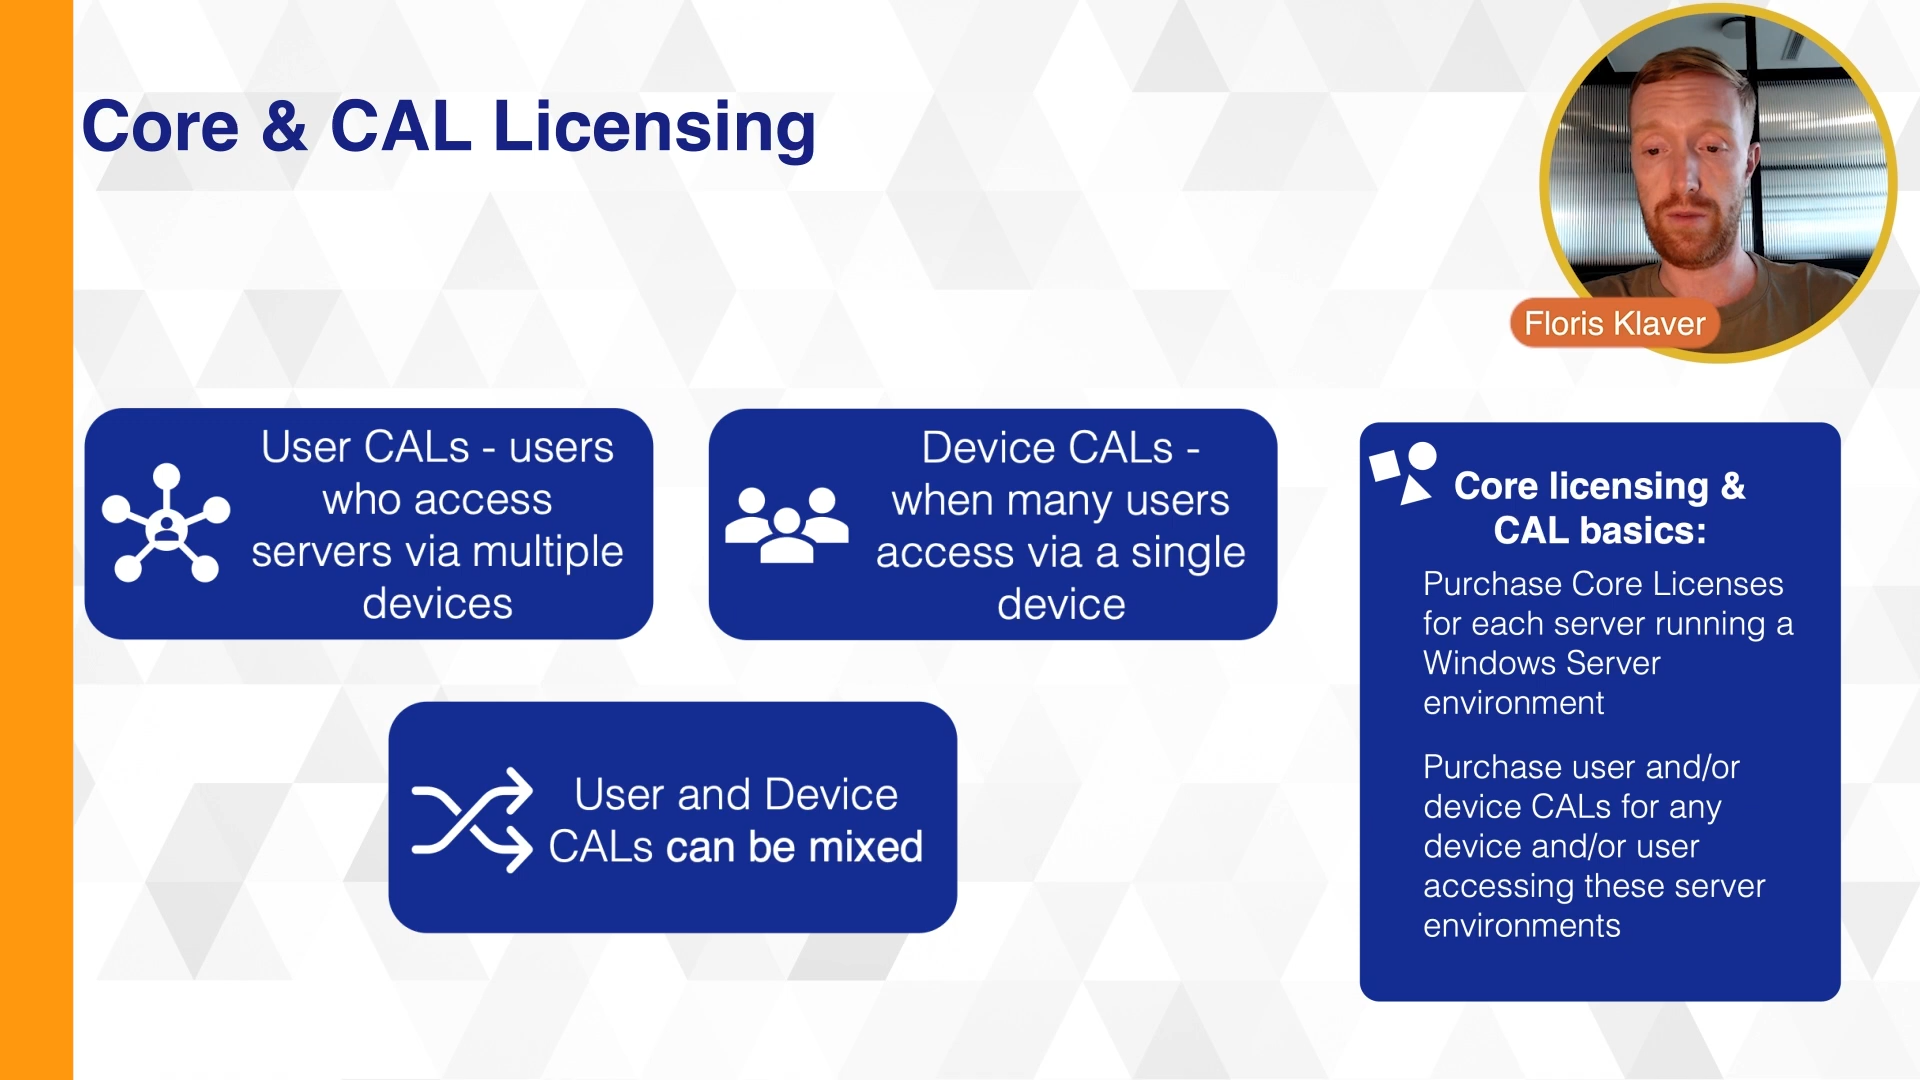 Core & CAL Licensing
Floris Klaver
User CALs - users
who access
servers via multiple
devices
Device CALs -
when many users
access via a single
device
User and Device
CALs can be mixed
Core licensing &
CAL basics:
Purchase Core Licenses
for each server running a
Windows Server
environment
Purchase user and/or
device CALs for any
device and/or user
accessing these server
environments